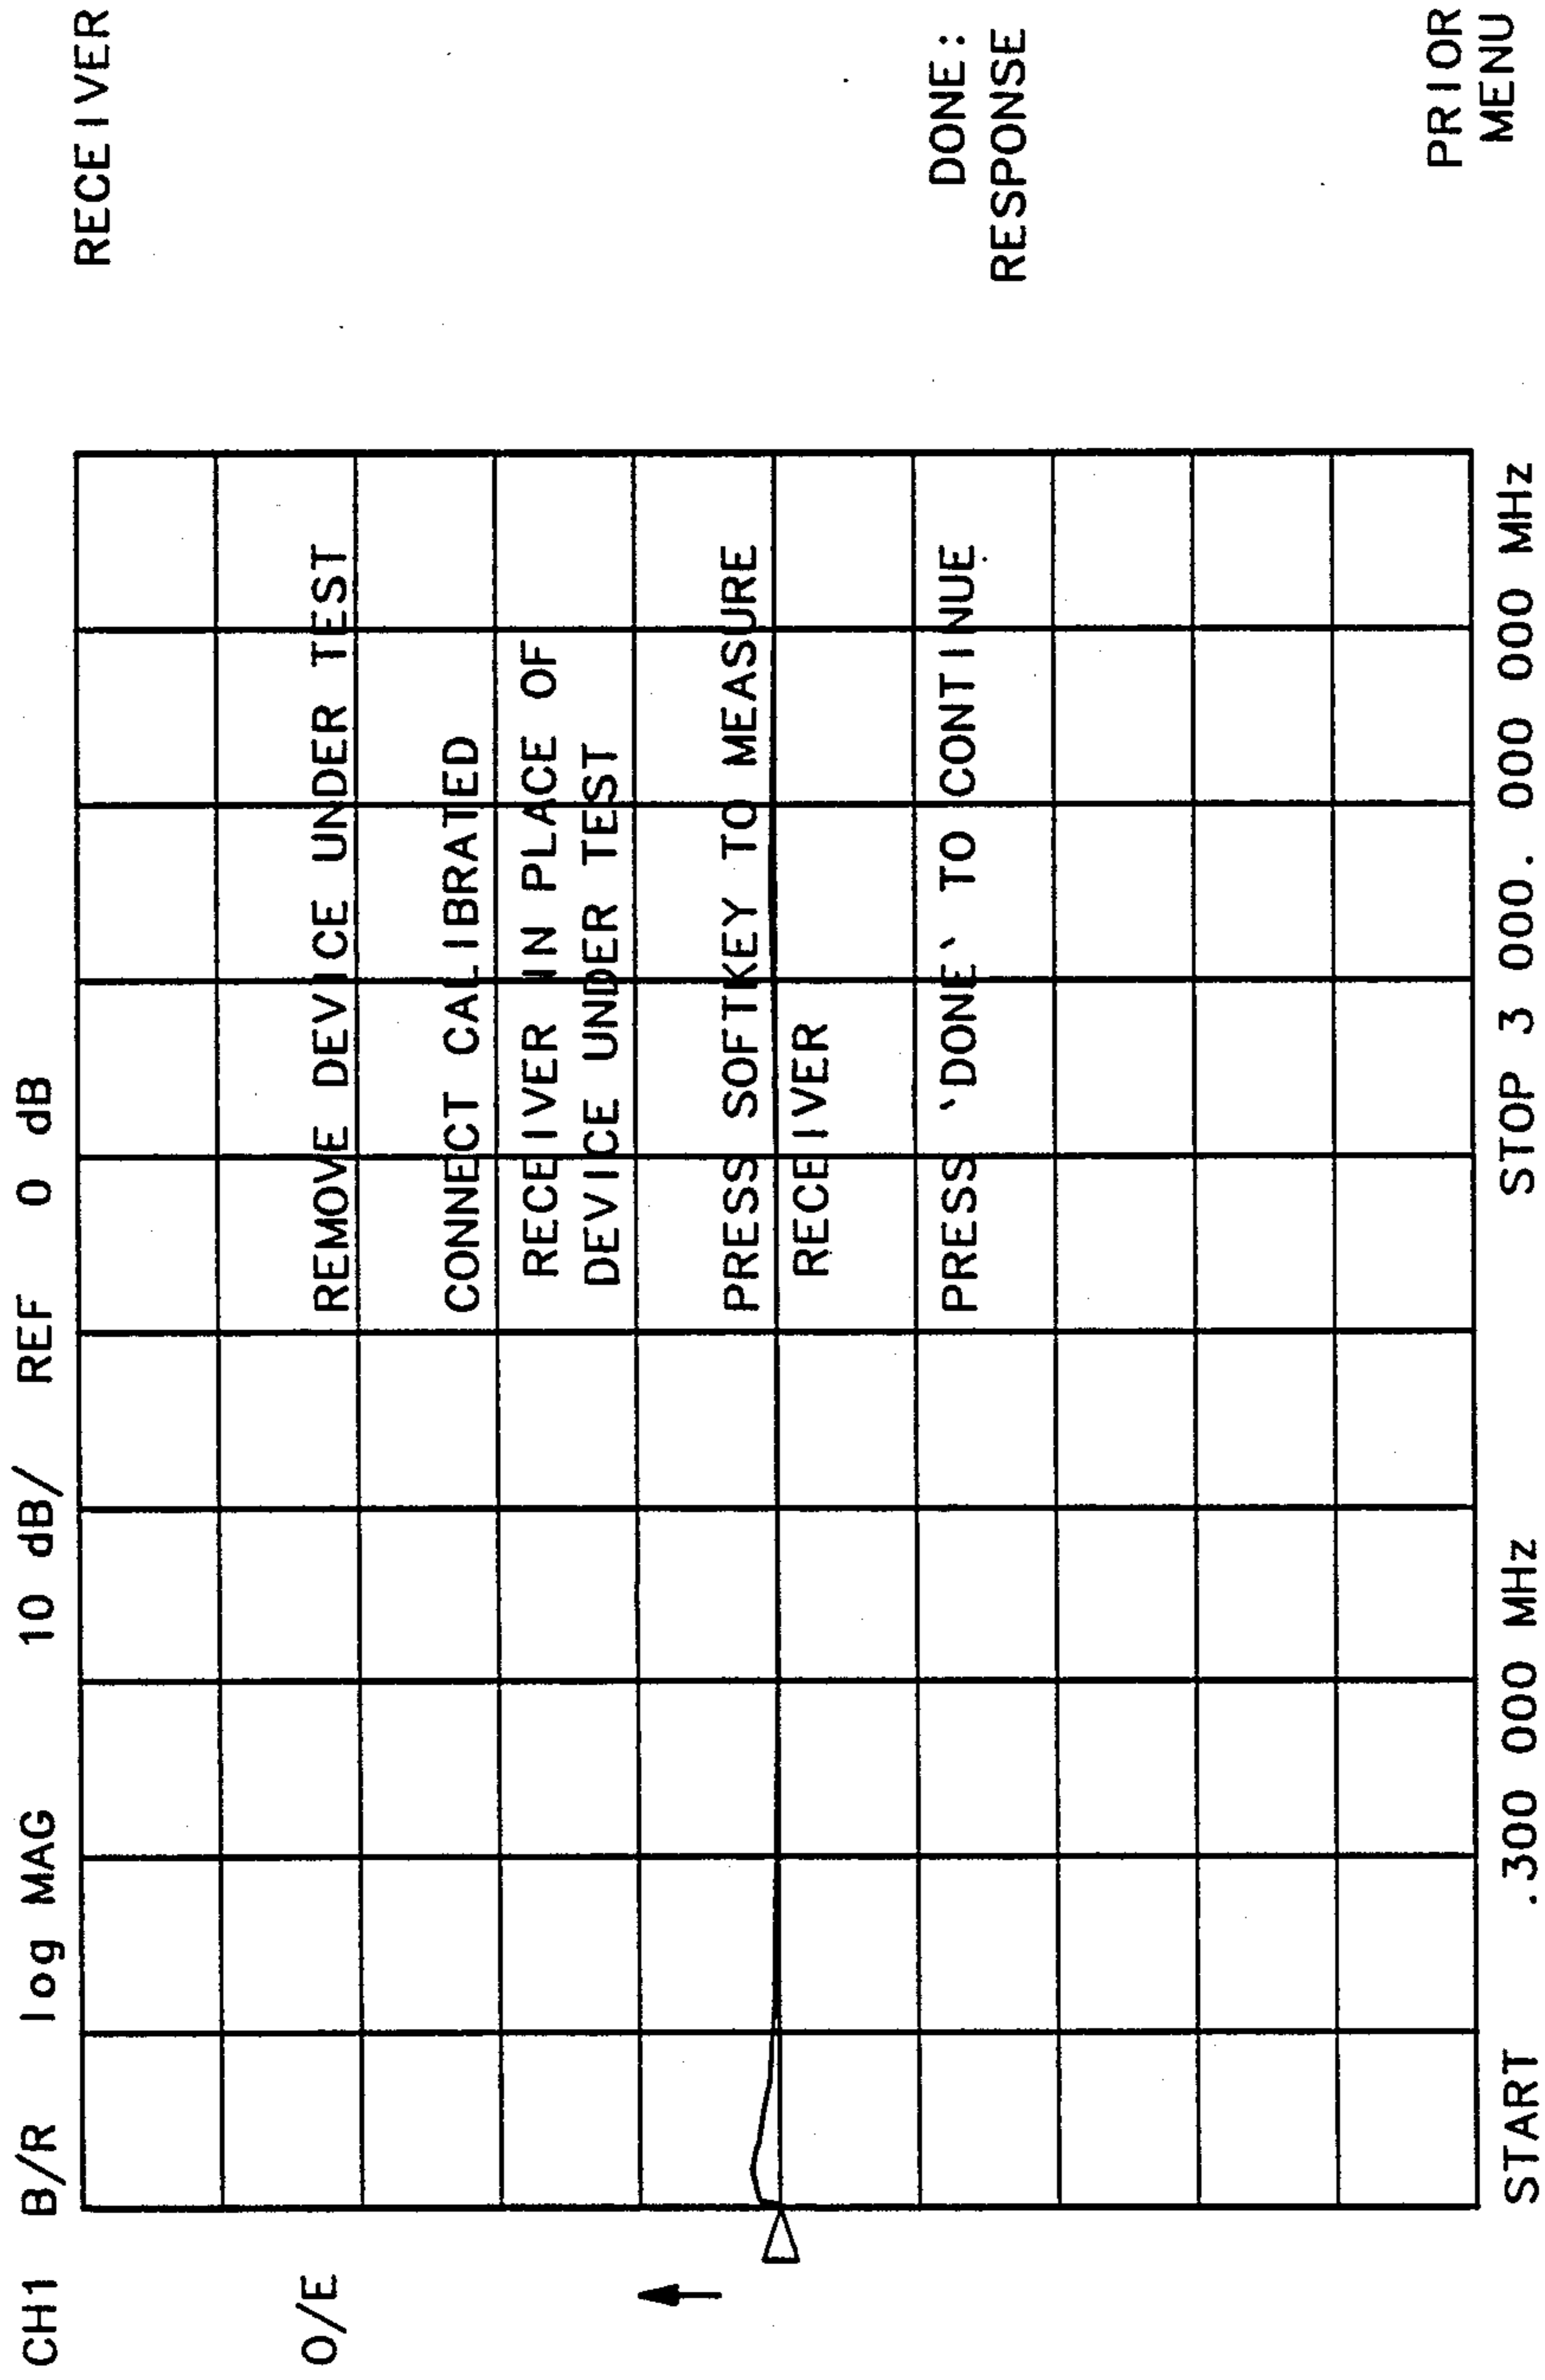 CH1 B/R log MAG 10 dB/ REF 0 dB
RECEIVER
O/E
REMOVE DEVICE UNDER TEST
CONNECT CALIBRATED
RECEIVER IN PLACE OF
DEVICE UNDER TEST
PRESS SOFTKEY TO MEASURE
RECEIVER
PRESS 'DONE' TO CONTINUE
DONE:
RESPONSE
PRIOR
MENU
START .300 000 MHz STOP 3 000. 000 000 MHz